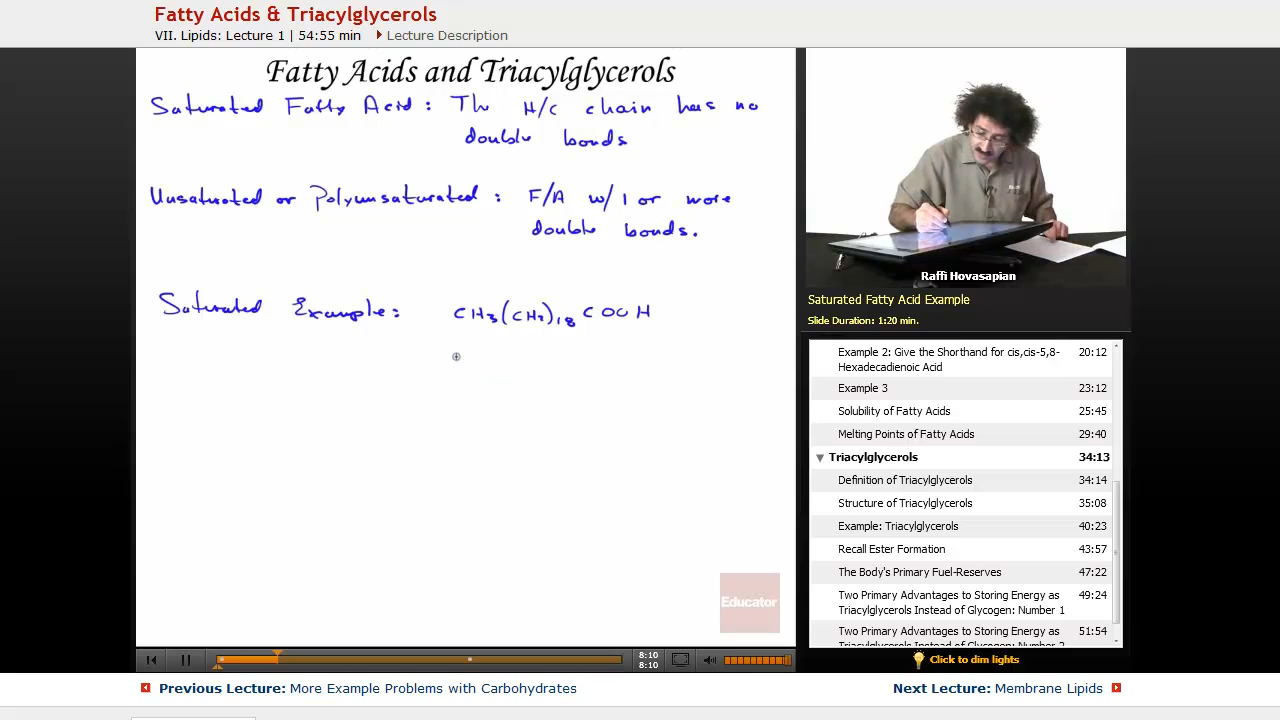 Fatty Acids & Triacylglycerols
VII. Lipids: Lecture 1 | 54:55 min
Lecture Description
Fatty Acids and Triacylglycerols
Saturated Fatty Acid : The H/C chain has no
double bonds
Unsaturated or Polyunsaturated : F/A w/ 1 or more
double bonds.
Saturated Example: CH₃(CH₂)₁₈COOH
Educator
Raffi Hovasapian
Saturated Fatty Acid Example
Slide Duration: 1:20 min.
Example 2: Give the Shorthand for cis,cis-5,8-
Hexadecadienoic Acid 20:12
Example 3 23:12
Solubility of Fatty Acids 25:45
Melting Points of Fatty Acids 29:40
Triacylglycerols 34:13
Definition of Triacylglycerols 34:14
Structure of Triacylglycerols 35:08
Example: Triacylglycerols 40:23
Recall Ester Formation 43:57
The Body's Primary Fuel-Reserves 47:22
Two Primary Advantages to Storing Energy as 49:24
Triacylglycerols Instead of Glycogen: Number 1
Two Primary Advantages to Storing Energy as 51:54
Triacylglycerols Instead of Glycogen: Number 2
8:10
8:10
Click to dim lights
Previous Lecture: More Example Problems with Carbohydrates
Next Lecture: Membrane Lipids